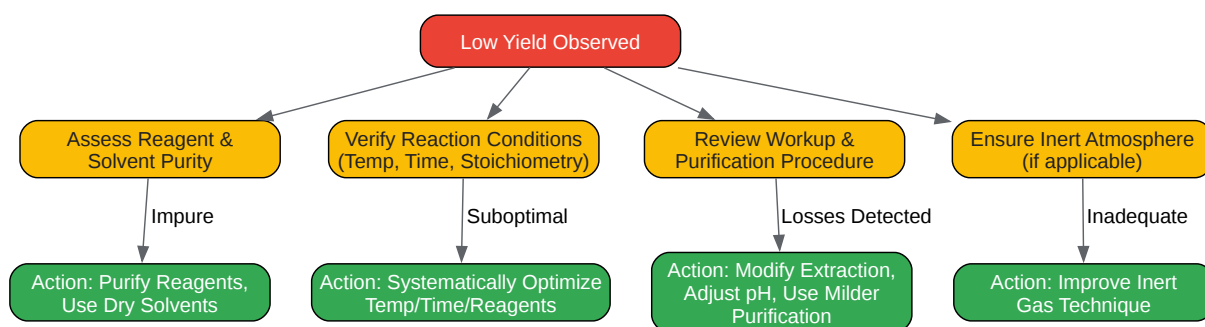 Low Yield Observed
Assess Reagent &
Solvent Purity
Verify Reaction Conditions
(Temp, Time, Stoichiometry)
Review Workup &
Purification Procedure
Ensure Inert Atmosphere
(if applicable)
Impure
Suboptimal
Losses Detected
Inadequate
Action: Purify Reagents,
Use Dry Solvents
Action: Systematically Optimize
Temp/Time/Reagents
Action: Modify Extraction,
Adjust pH, Use Milder
Purification
Action: Improve Inert
Gas Technique